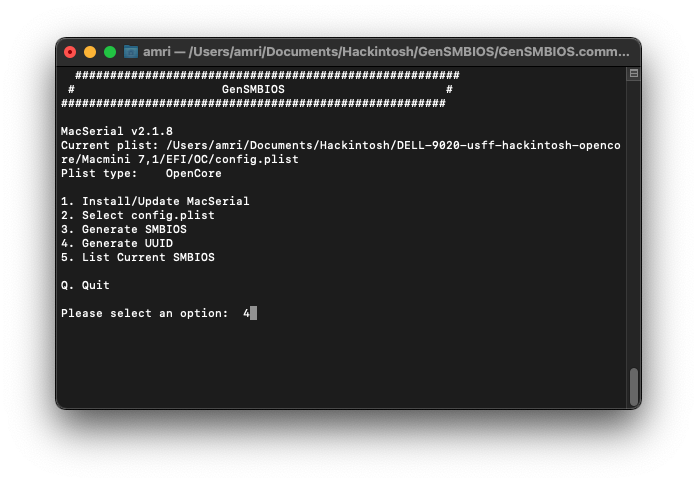 amri — /Users/amri/Documents/Hackintosh/GenSMBIOS/GenSMBIOS.comm...
#######################################################
# GenSMBIOS #
#######################################################
MacSerial v2.1.8
Current plist: /Users/amri/Documents/Hackintosh/DELL-9020-usff-hackintosh-openco
re/Macmini 7,1/EFI/OC/config.plist
Plist type: OpenCore
1. Install/Update MacSerial
2. Select config.plist
3. Generate SMBIOS
4. Generate UUID
5. List Current SMBIOS
Q. Quit
Please select an option: 4